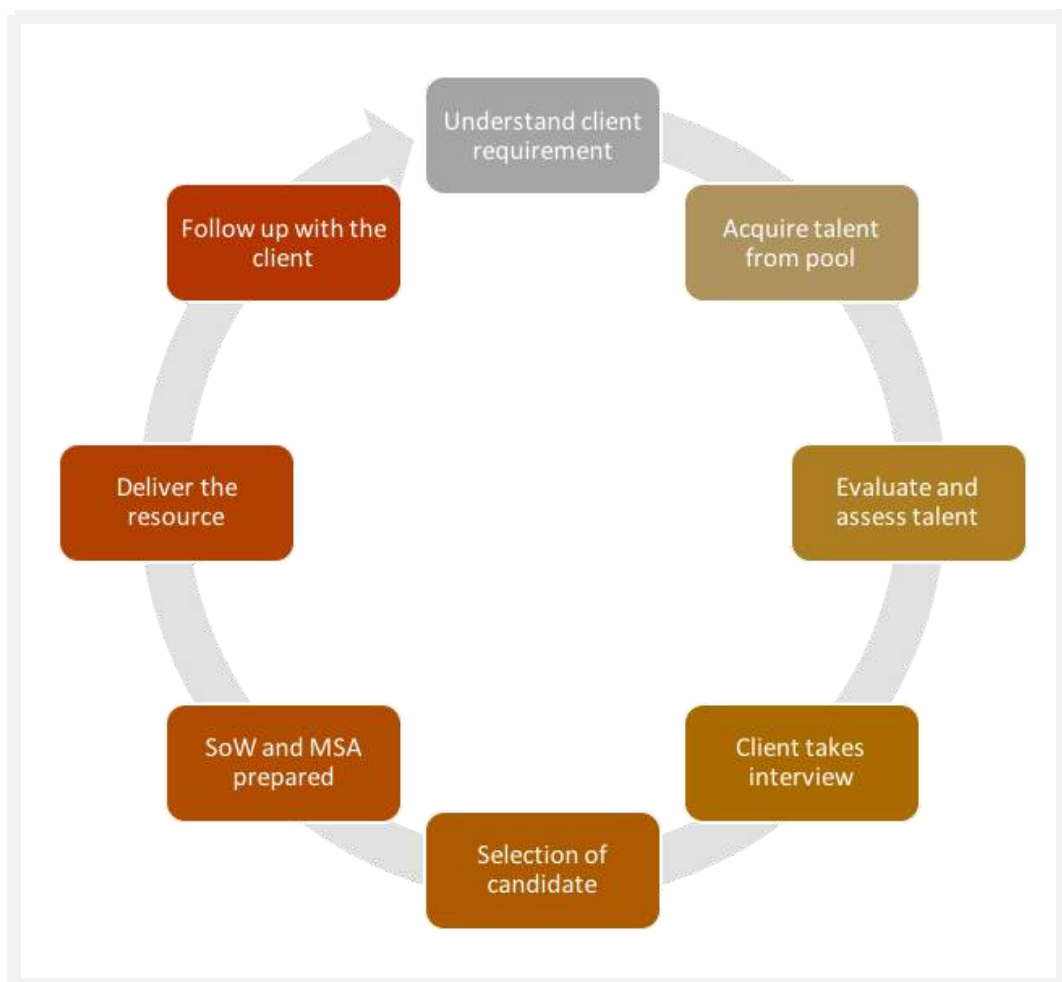 Understand client
requirement
Acquire talent
from pool
Evaluate and
assess talent
Client takes
interview
Selection of
candidate
SoW and MSA
prepared
Deliver the
resource
Follow up with the
client